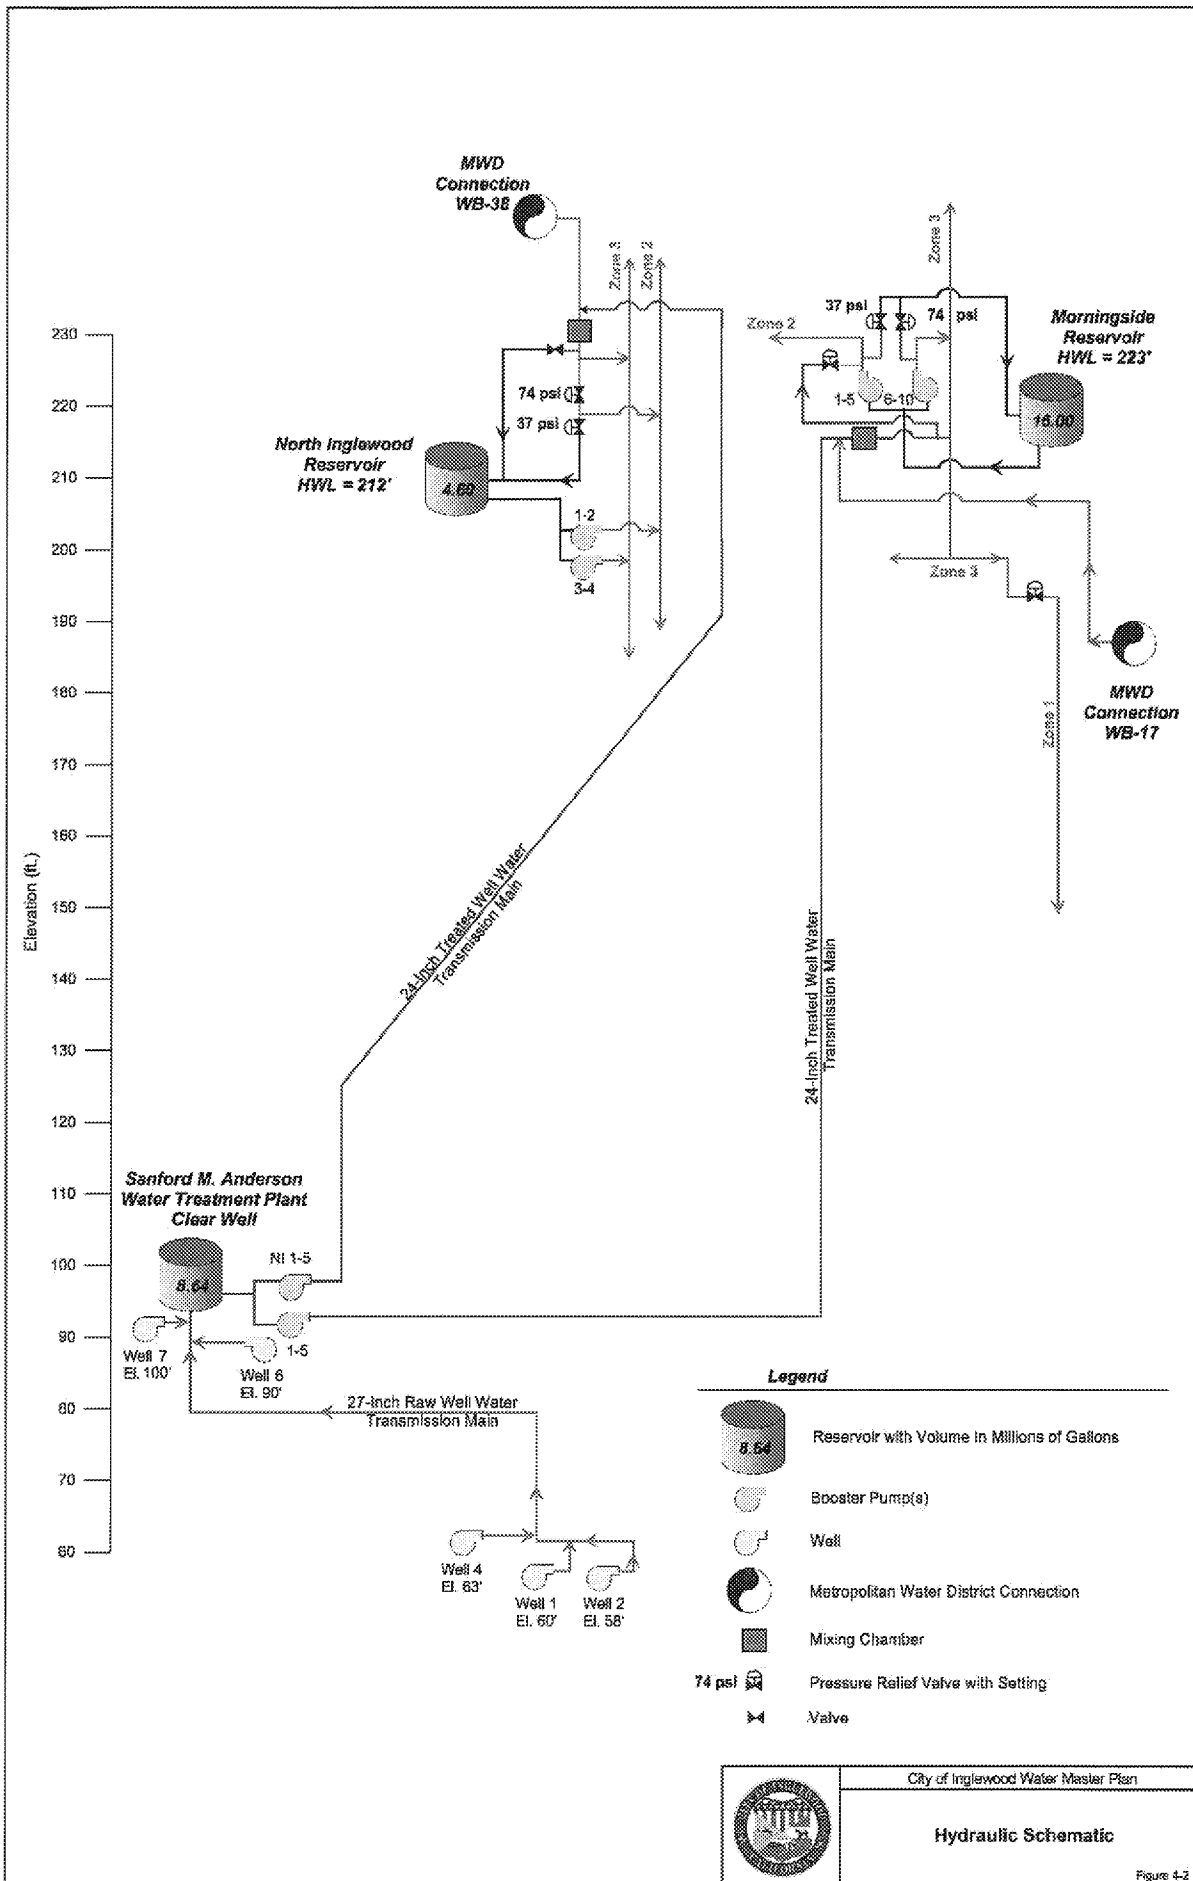 MWD
Connection
WB-38
Zone 3
Zone 2
Zone 3
37 psi
74 psi
Zone 2
Morningside
Reservoir
HWL = 223'
1-5
6-10
16.00
74 psi
37 psi
North Inglewood
Reservoir
HWL = 212'
4.60
1-2
3-4
Zone 3
Zone 1
MWD
Connection
WB-17
Elevation (ft.)
230
220
210
200
190
180
170
160
150
140
130
120
110
100
90
80
70
60
24-Inch Treated Well Water
Transmission Main
24-Inch Treated Well Water
Transmission Main
Sanford M. Anderson
Water Treatment Plant
Clear Well
8.64
NI 1-5
1-5
Well 7
El. 100'
Well 6
El. 90'
27-Inch Raw Well Water
Transmission Main
Well 4
El. 63'
Well 1
El. 60'
Well 2
El. 58'
Legend
8.64
Reservoir with Volume in Millions of Gallons
Booster Pump(s)
Well
Metropolitan Water District Connection
Mixing Chamber
74 psi
Pressure Relief Valve with Setting
Valve
City of Inglewood Water Master Plan
Hydraulic Schematic
Figure 4-2